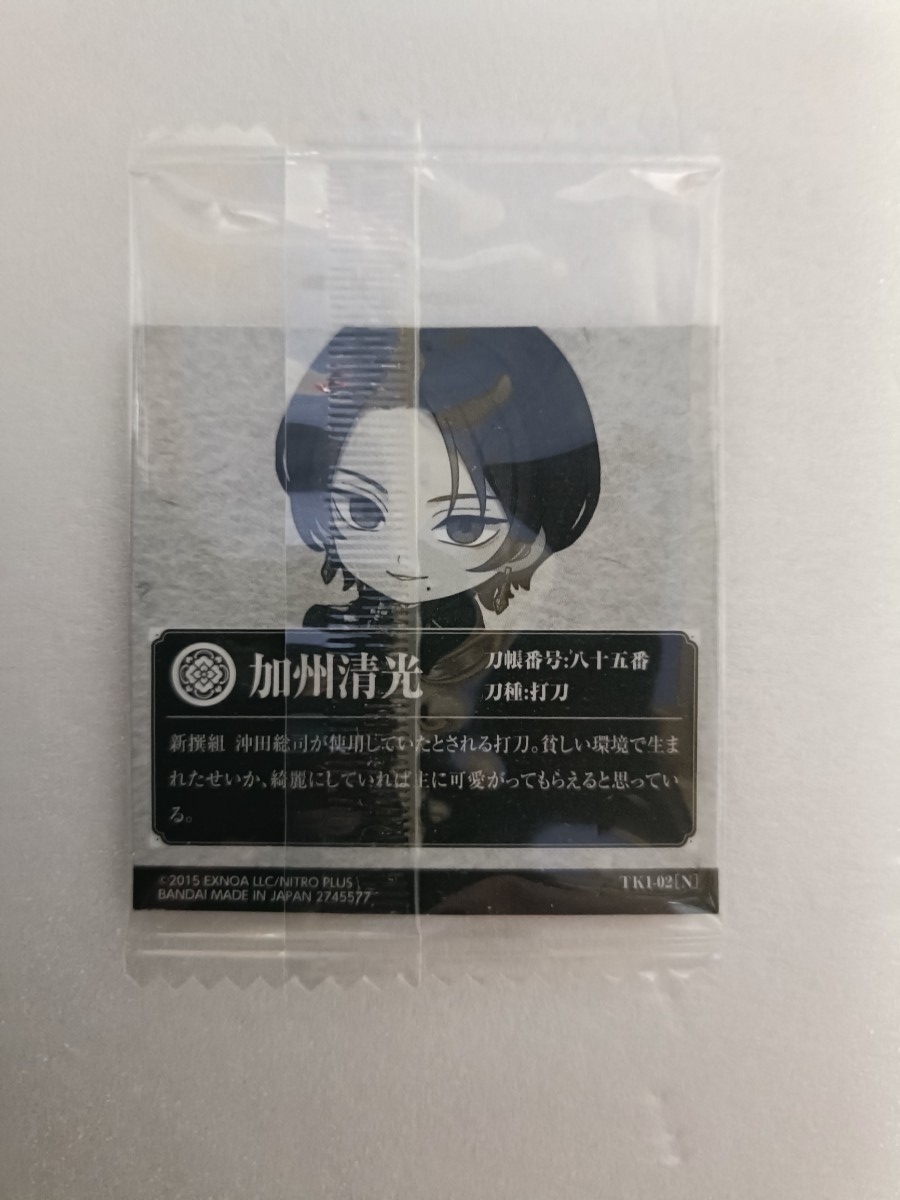 加州清光
刀帳番号:八十五番
刀種:打刀
新撰組 沖田総司が使用していたとされる打刀。貧しい環境で生ま
れたせいか、綺麗にしていれば主に可愛がってもらえると思ってい
る。
©2015 EXNOA LLC/NITRO PLUS
BANDAI MADE IN JAPAN 2745577
TK1-02[N]